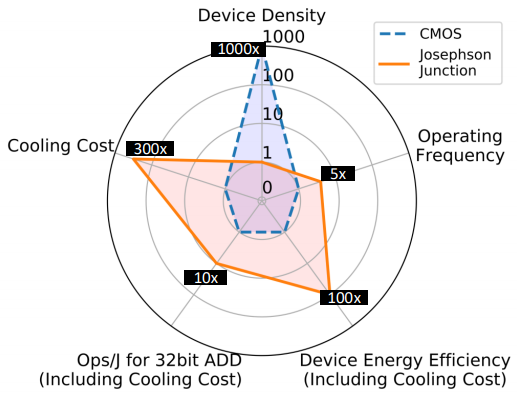 Device Density
1000
1000x
CMOS
Josephson
Junction
100
10
Cooling Cost
300x
Operating
Frequency
1
5x
0
10x
100x
Ops/J for 32bit ADD
(Including Cooling Cost)
Device Energy Efficiency
(Including Cooling Cost)